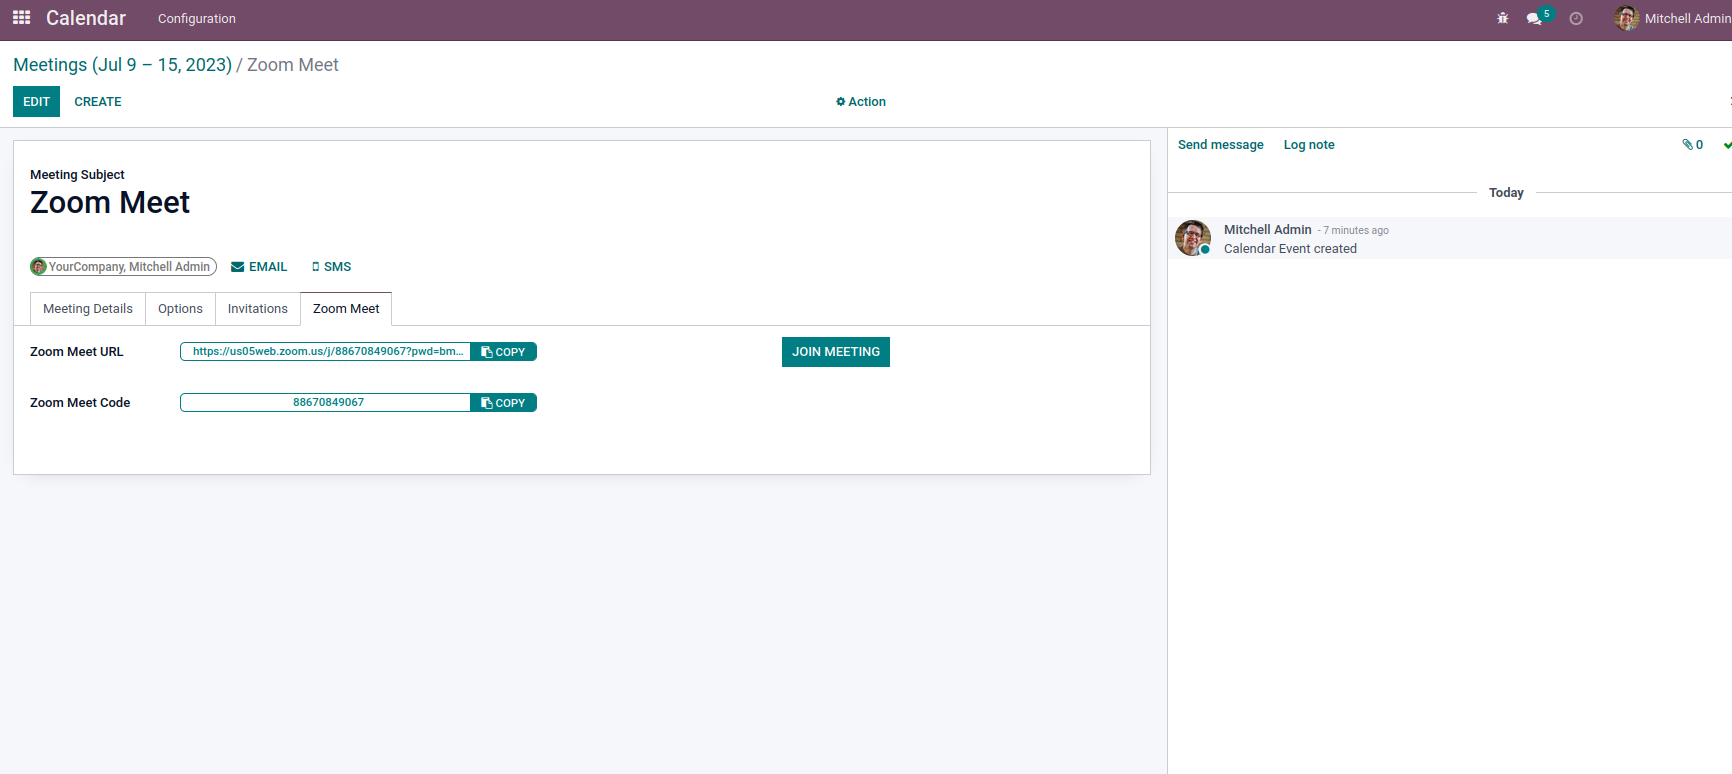 Calendar Configuration 5 Mitchell Admin
Meetings (Jul 9 – 15, 2023) / Zoom Meet
EDIT CREATE Action
Send message Log note 0
Today
Mitchell Admin - 7 minutes ago
Calendar Event created
Meeting Subject
Zoom Meet
YourCompany, Mitchell Admin EMAIL SMS
Meeting Details Options Invitations Zoom Meet
Zoom Meet URL https://us05web.zoom.us/j/88670849067?pwd=bm... COPY JOIN MEETING
Zoom Meet Code 88670849067 COPY